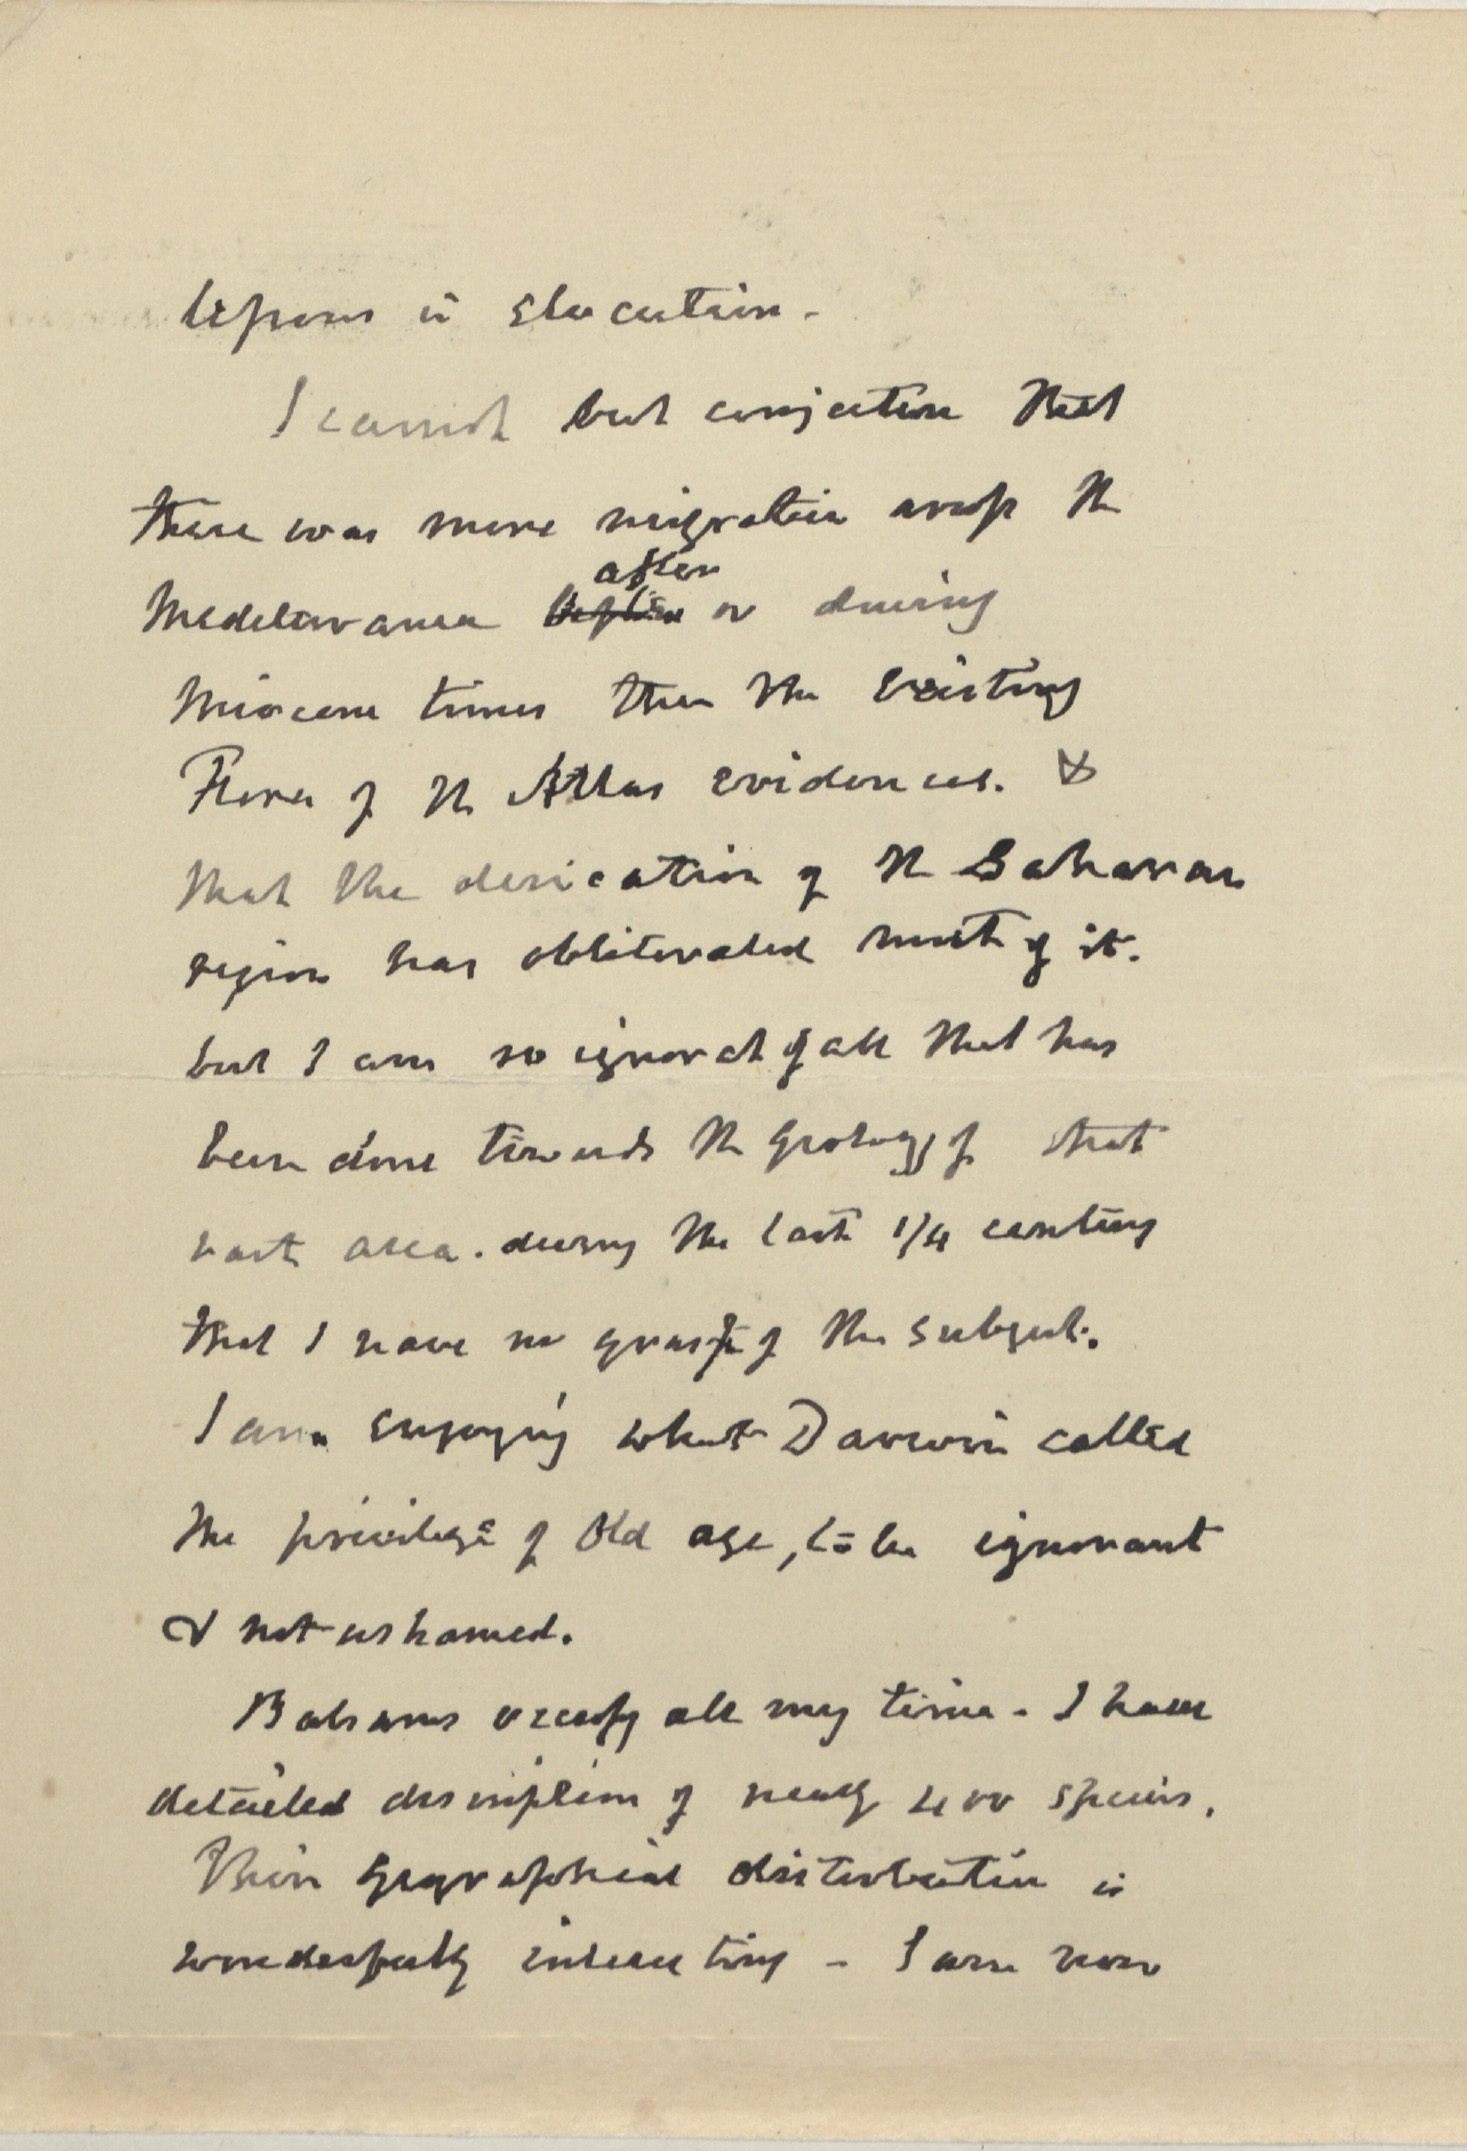 lessons in elocution.
I cannot but conjecture that
there was more migration across the
Mediterranean before after or during
Miocene times than the existing
Flora of the Atlas evidences. &
that the desication of the Saharan
region has obliterated most of it.
but I am so ignorat of all that has
been done towards the geology of that
vast area. during the last 1/4 century
that I have no grasp of the subject.
I am enjoying what Darwin called
the privilege of old age, to be ignorant
& not ashamed.
Balsams occupy all my time - I have
detailed description of nearly 400 species.
Their geographical distribution is
wonderfully interesting - I am now